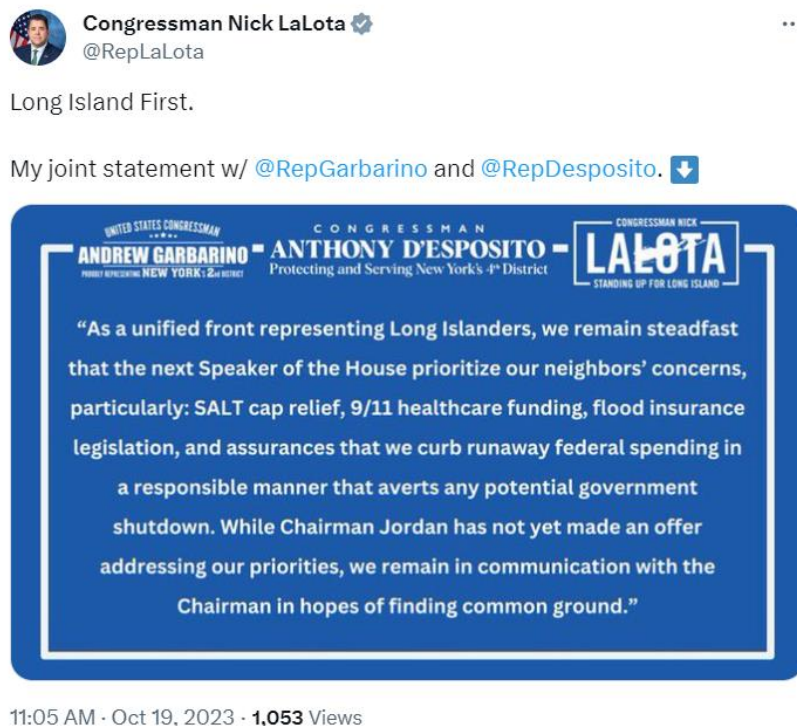 Congressman Nick LaLota
@RepLaLota
Long Island First.
My joint statement w/ @RepGarbarino and @RepDesposito.
UNITED STATES CONGRESSMAN
ANDREW GARBARINO
PROUDLY REPRESENTING NEW YORK'S 2nd DISTRICT
CONGRESSMAN
ANTHONY D'ESPOSITO
Protecting and Serving New York's 4th District
CONGRESSMAN NICK
LALOTA
STANDING UP FOR LONG ISLAND
“As a unified front representing Long Islanders, we remain steadfast
that the next Speaker of the House prioritize our neighbors’ concerns,
particularly: SALT cap relief, 9/11 healthcare funding, flood insurance
legislation, and assurances that we curb runaway federal spending in
a responsible manner that averts any potential government
shutdown. While Chairman Jordan has not yet made an offer
addressing our priorities, we remain in communication with the
Chairman in hopes of finding common ground.”
11:05 AM · Oct 19, 2023 · 1,053 Views